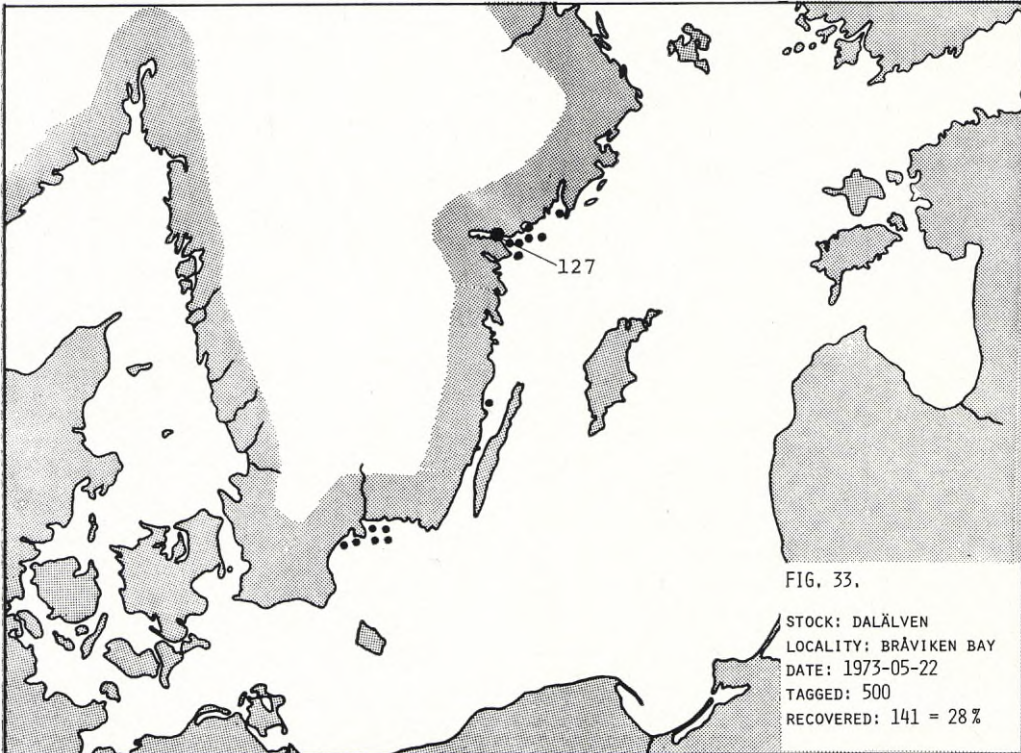 127
FIG. 33.
STOCK: DALÄLVEN
LOCALITY: BRÅVIKEN BAY
DATE: 1973-05-22
TAGGED: 500
RECOVERED: 141 = 28 %